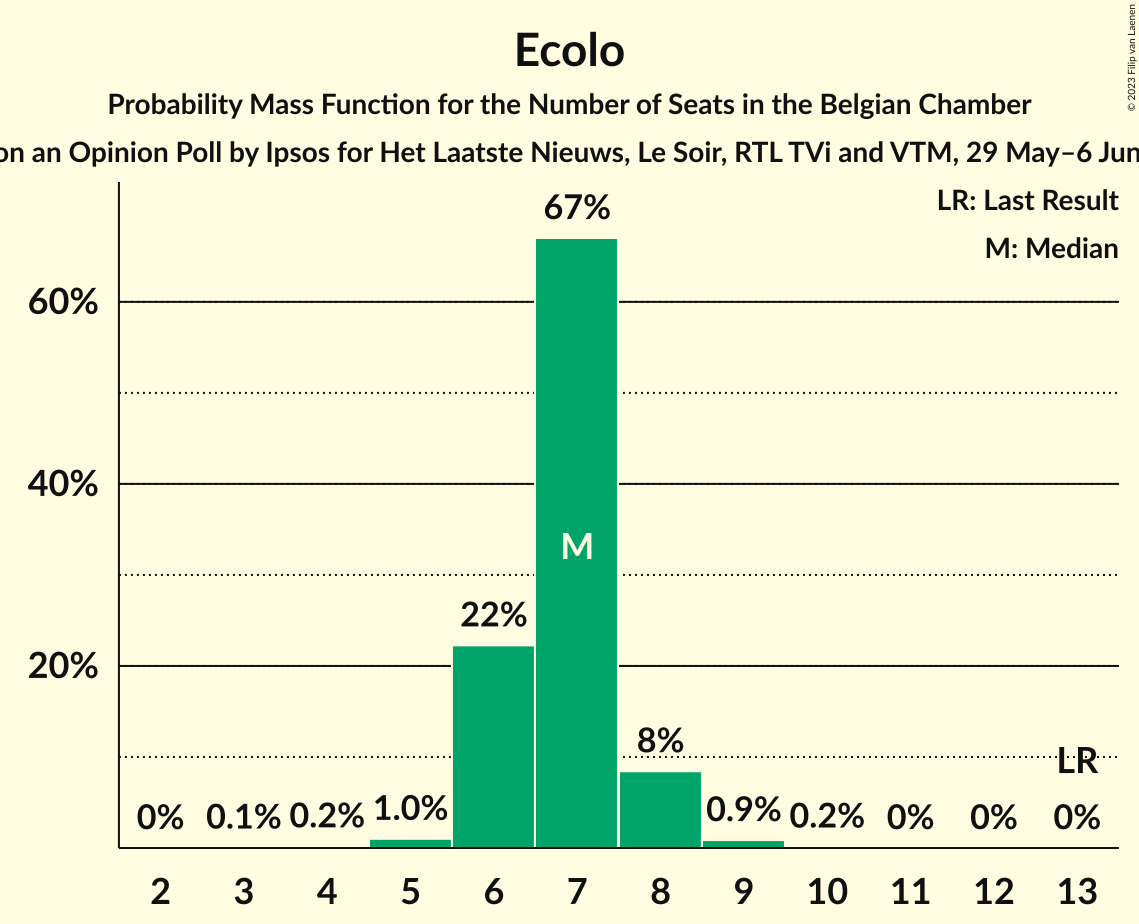 Ecolo
Probability Mass Function for the Number of Seats in the Belgian Chamber
on an Opinion Poll by Ipsos for Het Laatste Nieuws, Le Soir, RTL TVi and VTM, 29 May–6 Jun
© 2023 Filip van Laenen
LR: Last Result
M: Median
67%
60%
40%
M
22%
20%
8%
LR
0% 0.1% 0.2% 1.0% 0.9% 0.2% 0% 0% 0%
2 3 4 5 6 7 8 9 10 11 12 13